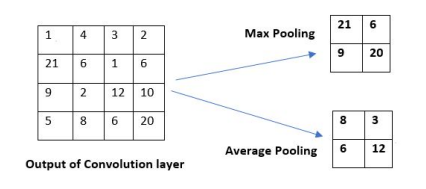 1 4 3 2
21 6 1 6
9 2 12 10
5 8 6 20
Output of Convolution layer
Max Pooling
21 6
9 20
Average Pooling
8 3
6 12